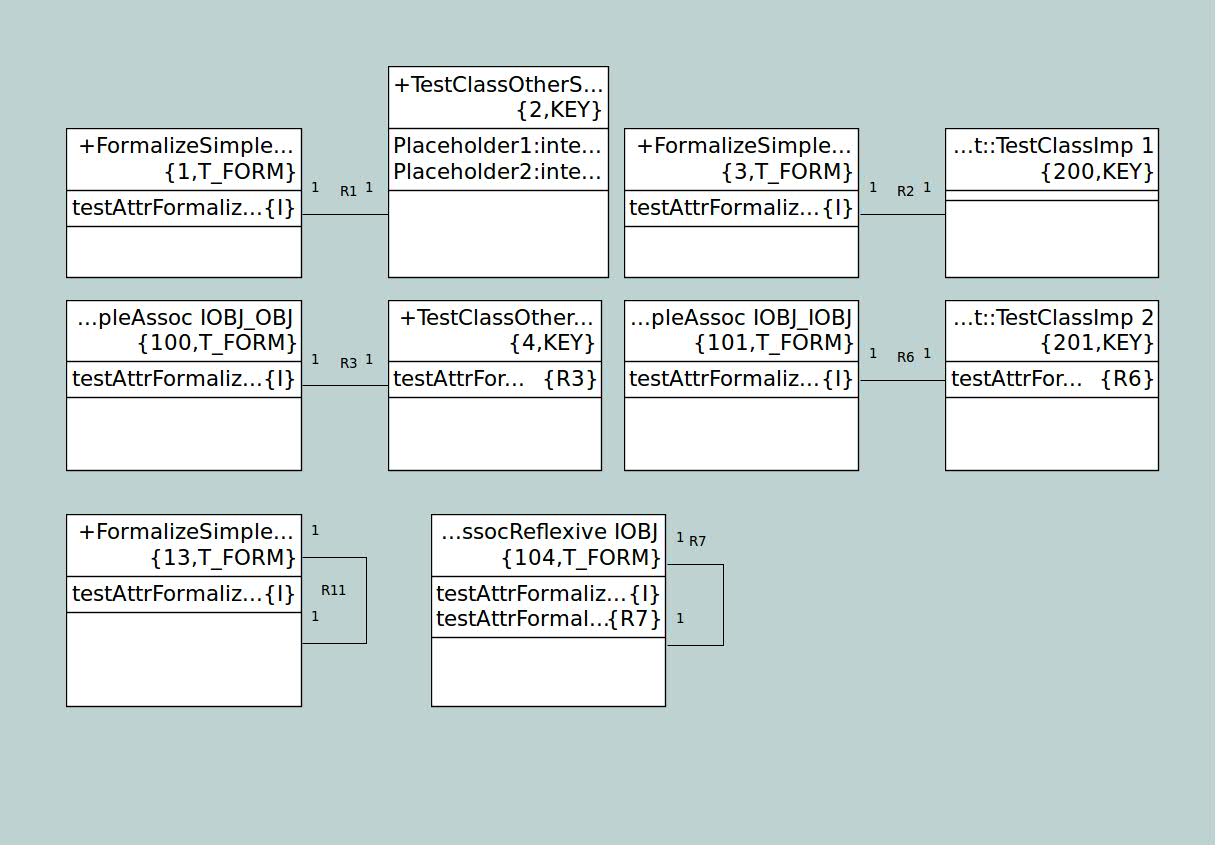 +TestClassOtherS...
{2,KEY}
Placeholder1:inte...
Placeholder2:inte...
+FormalizeSimple...
{1,T_FORM}
testAttrFormaliz...{I}
1 R1 1
+FormalizeSimple...
{3,T_FORM}
testAttrFormaliz...{I}
1 R2 1
...t::TestClassImp 1
{200,KEY}
...pleAssoc IOBJ_OBJ
{100,T_FORM}
testAttrFormaliz...{I}
1 R3 1
+TestClassOther...
{4,KEY}
testAttrFor... {R3}
...pleAssoc IOBJ_IOBJ
{101,T_FORM}
testAttrFormaliz...{I}
1 R6 1
...t::TestClassImp 2
{201,KEY}
testAttrFor... {R6}
+FormalizeSimple...
{13,T_FORM}
testAttrFormaliz...{I}
1
R11
1
...ssocReflexive IOBJ
{104,T_FORM}
testAttrFormaliz...{I}
testAttrFormal...{R7}
1 R7
1